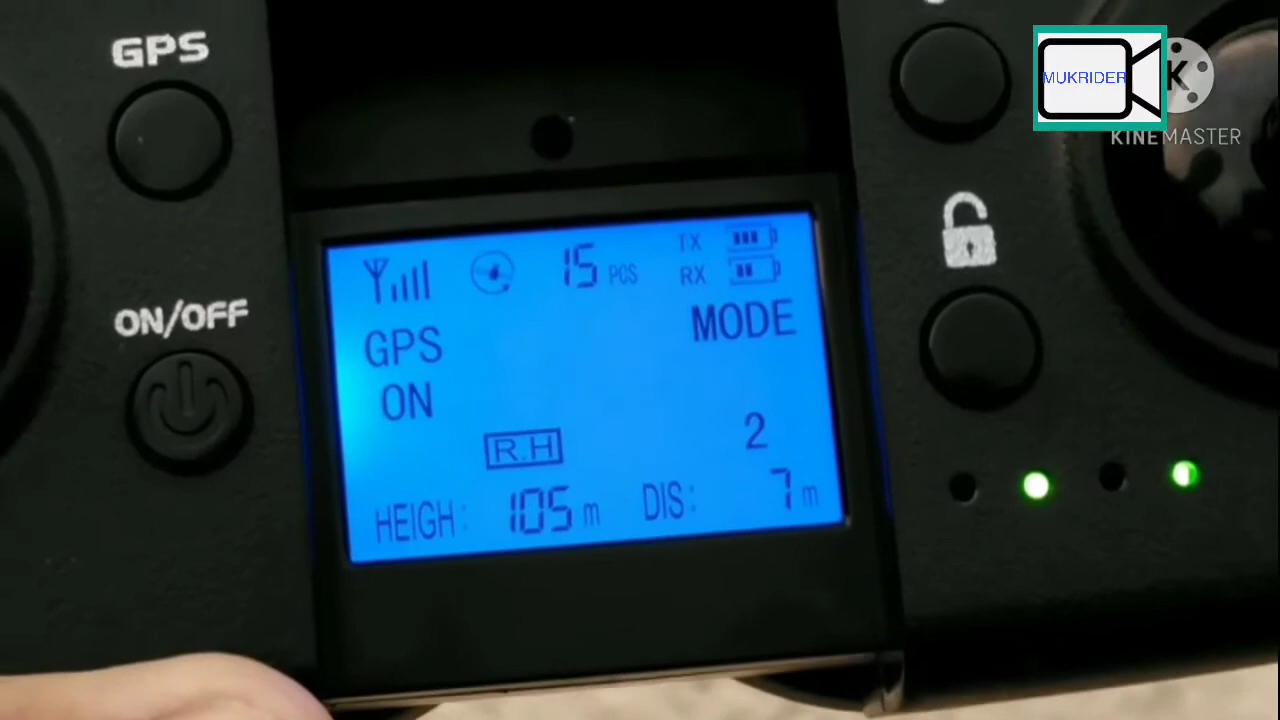 GPS
ON/OFF
15 PCS
TX
RX
GPS
MODE
ON
R.H
2
HEIGH: 105 m DIS: 7 m
MUKRIDER
K
KINEMASTER